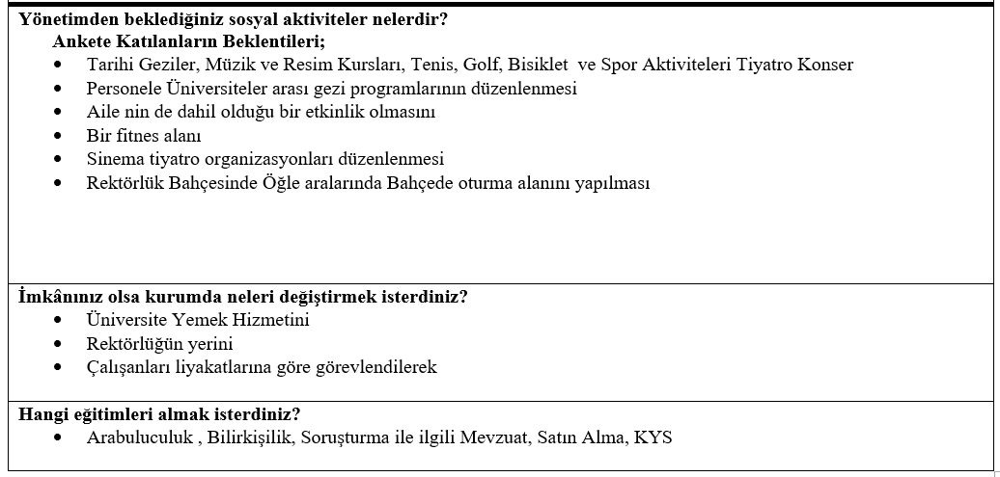 Yönetimden beklediğiniz sosyal aktiviteler nelerdir?
Ankete Katılanların Beklentileri;
• Tarihi Geziler, Müzik ve Resim Kursları, Tenis, Golf, Bisiklet  ve Spor Aktiviteleri Tiyatro Konser
• Personele Üniversiteler arası gezi programlarının düzenlenmesi
• Aile nin de dahil olduğu bir etkinlik olmasını
• Bir fitnes alanı
• Sinema tiyatro organizasyonları düzenlenmesi
• Rektörlük Bahçesinde Öğle aralarında Bahçede oturma alanını yapılması
İmkânınız olsa kurumda neleri değiştirmek isterdiniz?
• Üniversite Yemek Hizmetini
• Rektörlüğün yerini
• Çalışanları liyakatlarına göre görevlendilerek
Hangi eğitimleri almak isterdiniz?
• Arabuluculuk , Bilirkişilik, Soruşturma ile ilgili Mevzuat, Satın Alma, KYS